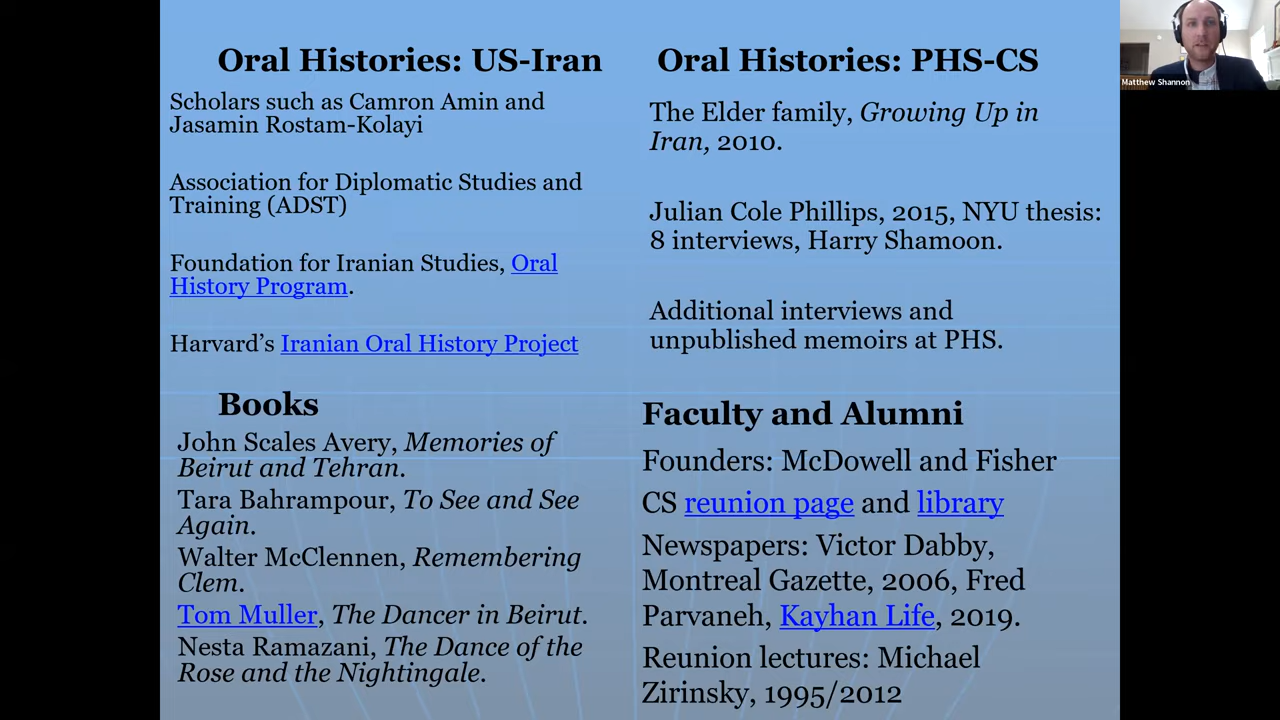 Oral Histories: US-Iran
Scholars such as Camron Amin and
Jasamin Rostam-Kolayi
Association for Diplomatic Studies and
Training (ADST)
Foundation for Iranian Studies, Oral
History Program.
Harvard’s Iranian Oral History Project
Books
John Scales Avery, Memories of
Beirut and Tehran.
Tara Bahrampour, To See and See
Again.
Walter McClennen, Remembering
Clem.
Tom Muller, The Dancer in Beirut.
Nesta Ramazani, The Dance of the
Rose and the Nightingale.
Oral Histories: PHS-CS
The Elder family, Growing Up in
Iran, 2010.
Julian Cole Phillips, 2015, NYU thesis:
8 interviews, Harry Shamoon.
Additional interviews and
unpublished memoirs at PHS.
Faculty and Alumni
Founders: McDowell and Fisher
CS reunion page and library
Newspapers: Victor Dabby,
Montreal Gazette, 2006, Fred
Parvaneh, Kayhan Life, 2019.
Reunion lectures: Michael
Zirinsky, 1995/2012
Matthew Shannon